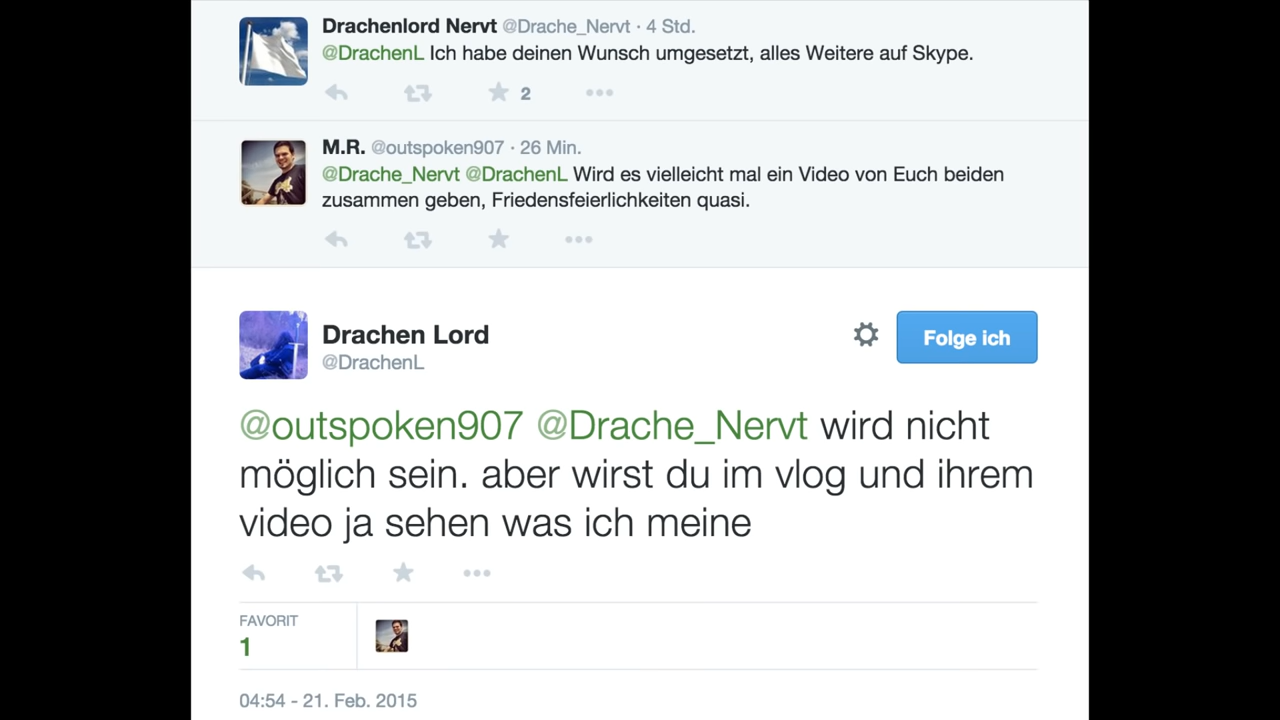 Drachenlord Nervt @Drache_Nervt · 4 Std.
@DrachenL Ich habe deinen Wunsch umgesetzt, alles Weitere auf Skype.
2
M.R. @outspoken907 · 26 Min.
@Drache_Nervt @DrachenL Wird es vielleicht mal ein Video von Euch beiden
zusammen geben, Friedensfeierlichkeiten quasi.
Drachen Lord
@DrachenL
Folge ich
@outspoken907 @Drache_Nervt wird nicht
möglich sein. aber wirst du im vlog und ihrem
video ja sehen was ich meine
FAVORIT
1
04:54 - 21. Feb. 2015